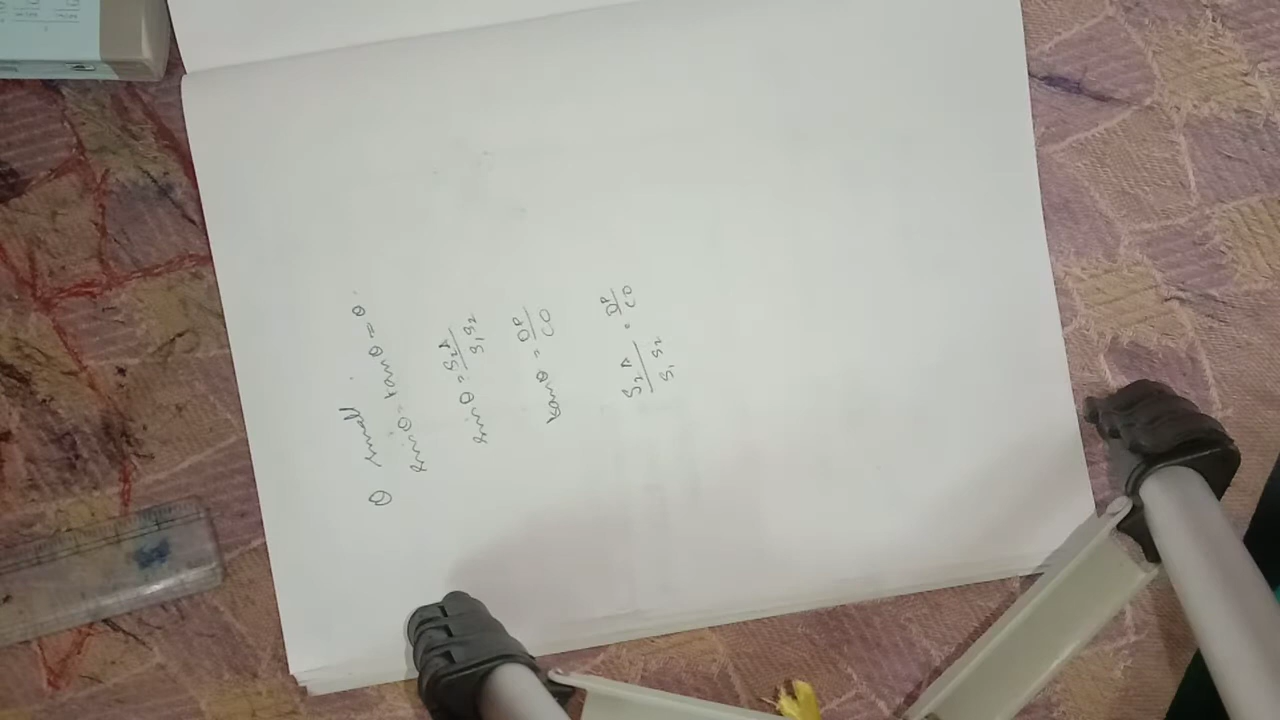 θ small
sinθ = tanθ = θ.
sinθ = S₂A / S₁S₂
tanθ = OP / CO
S₂A / S₁S₂ = OP / CO